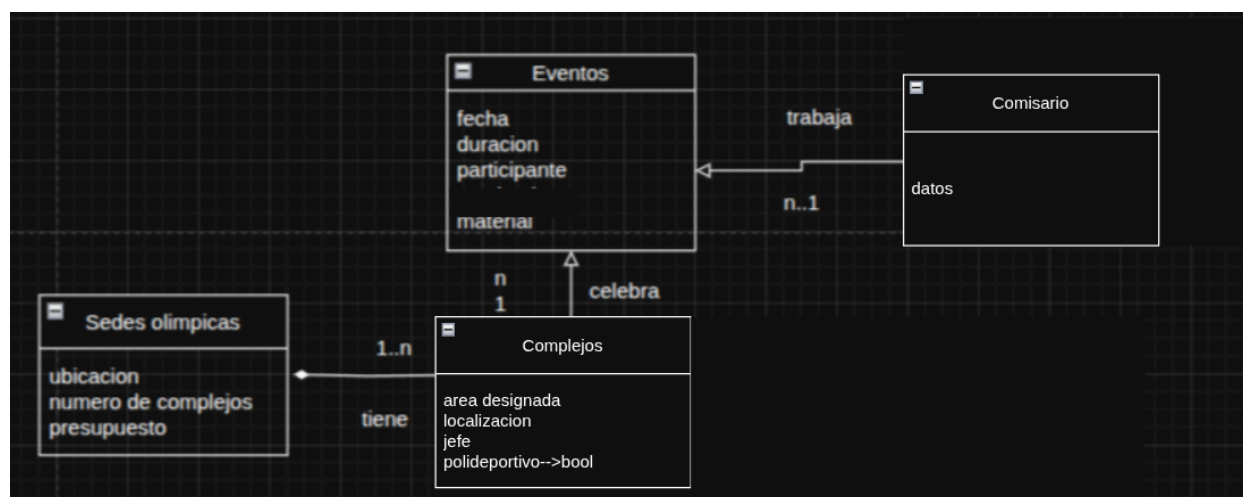 Eventos
fecha
duracion
participante
material
trabaja
n..1
Comisario
datos
n
1
celebra
Sedes olimpicas
ubicacion
numero de complejos
presupuesto
1..n
tiene
Complejos
area designada
localizacion
jefe
polideportivo-->bool